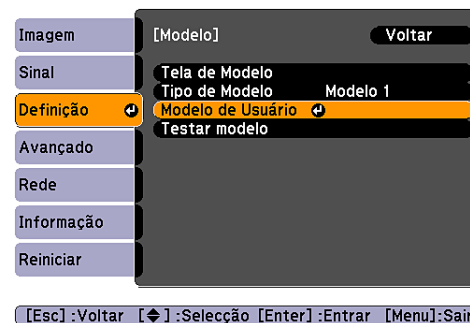 Imagem
Sinal
Definição
Avançado
Rede
Informação
Reiniciar
[Modelo] Voltar
Tela de Modelo
Tipo de Modelo Modelo 1
Modelo de Usuário
Testar modelo
[Esc] :Voltar [ ] :Selecção [Enter] :Entrar [Menu]:Sair